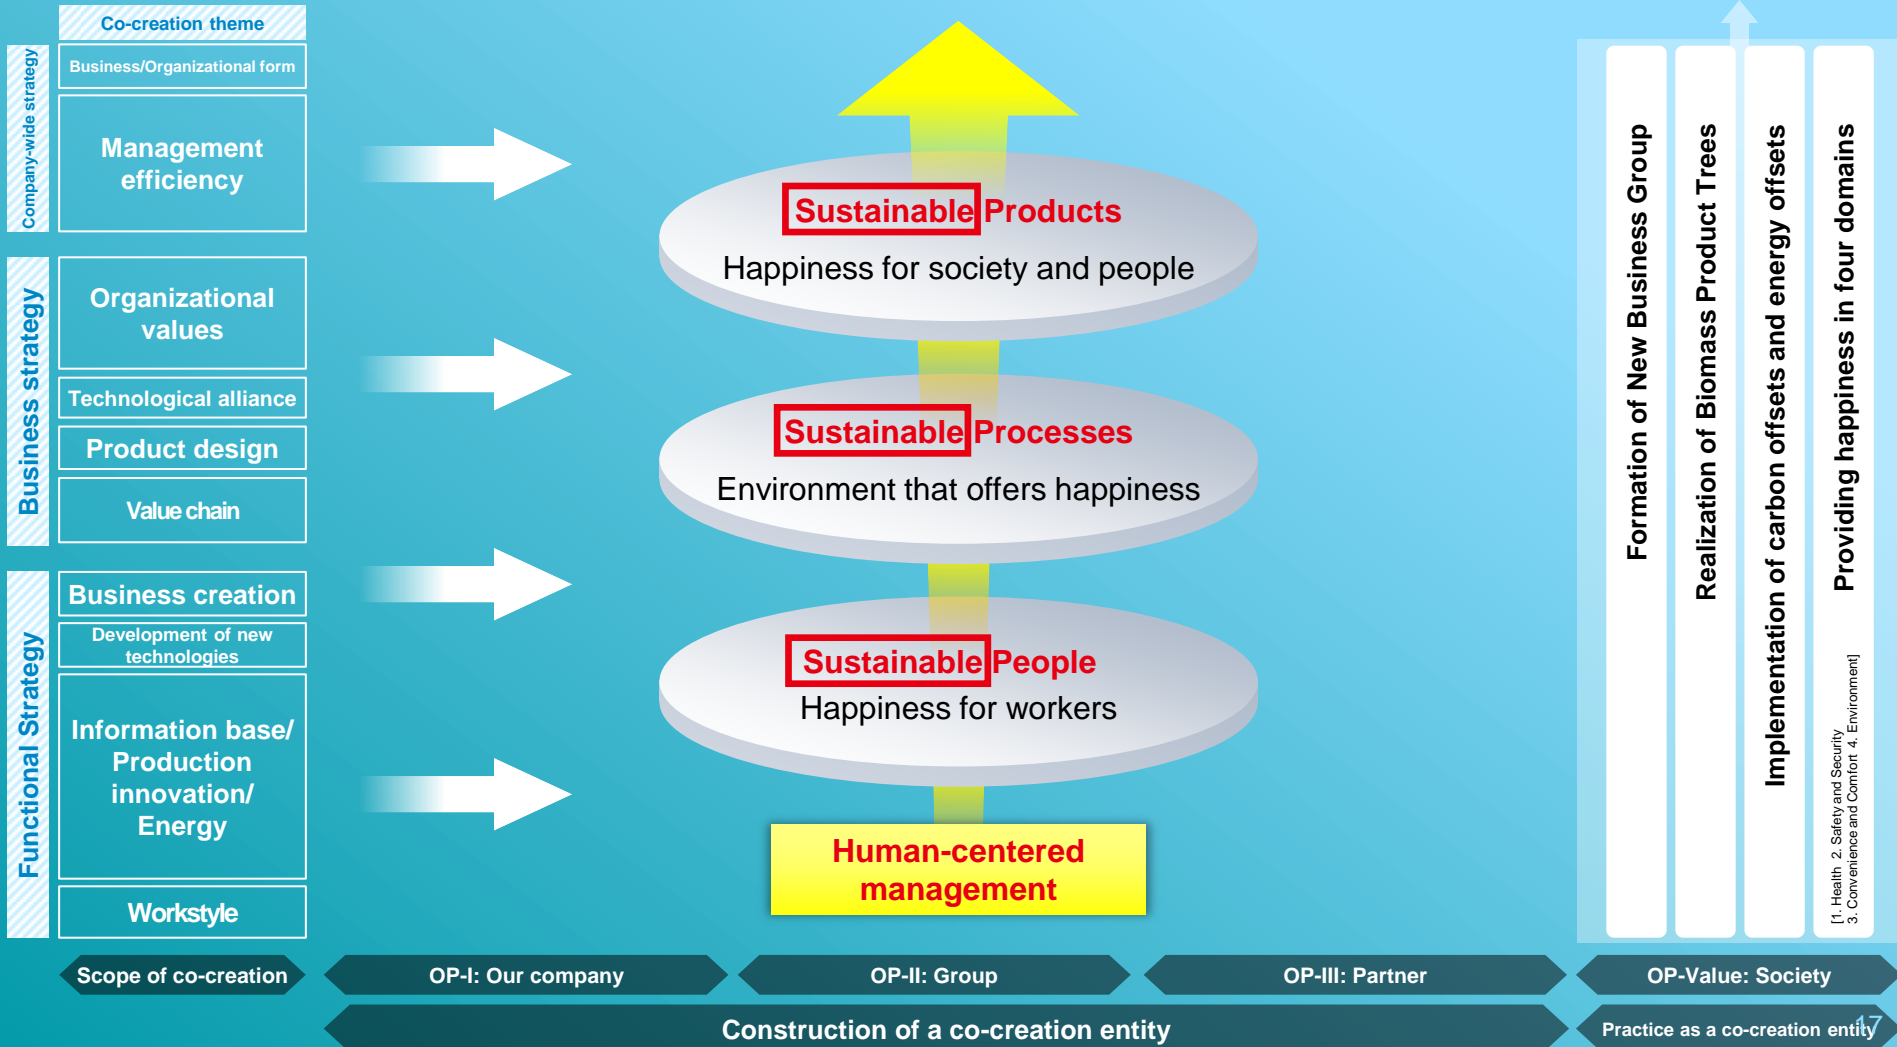 Co-creation theme
Company-wide strategy
Business/Organizational form
Management
efficiency
Business strategy
Organizational
values
Technological alliance
Product design
Value chain
Functional Strategy
Business creation
Development of new
technologies
Information base/
Production
innovation/
Energy
Workstyle
Sustainable Products
Happiness for society and people
Sustainable Processes
Environment that offers happiness
Sustainable People
Happiness for workers
Human-centered
management
Formation of New Business Group
Realization of Biomass Product Trees
Implementation of carbon offsets and energy offsets
Providing happiness in four domains
[1. Health 2. Safety and Security
3. Convenience and Comfort 4. Environment]
Scope of co-creation
OP-I: Our company
OP-II: Group
OP-III: Partner
OP-Value: Society
Construction of a co-creation entity
Practice as a co-creation entity
17